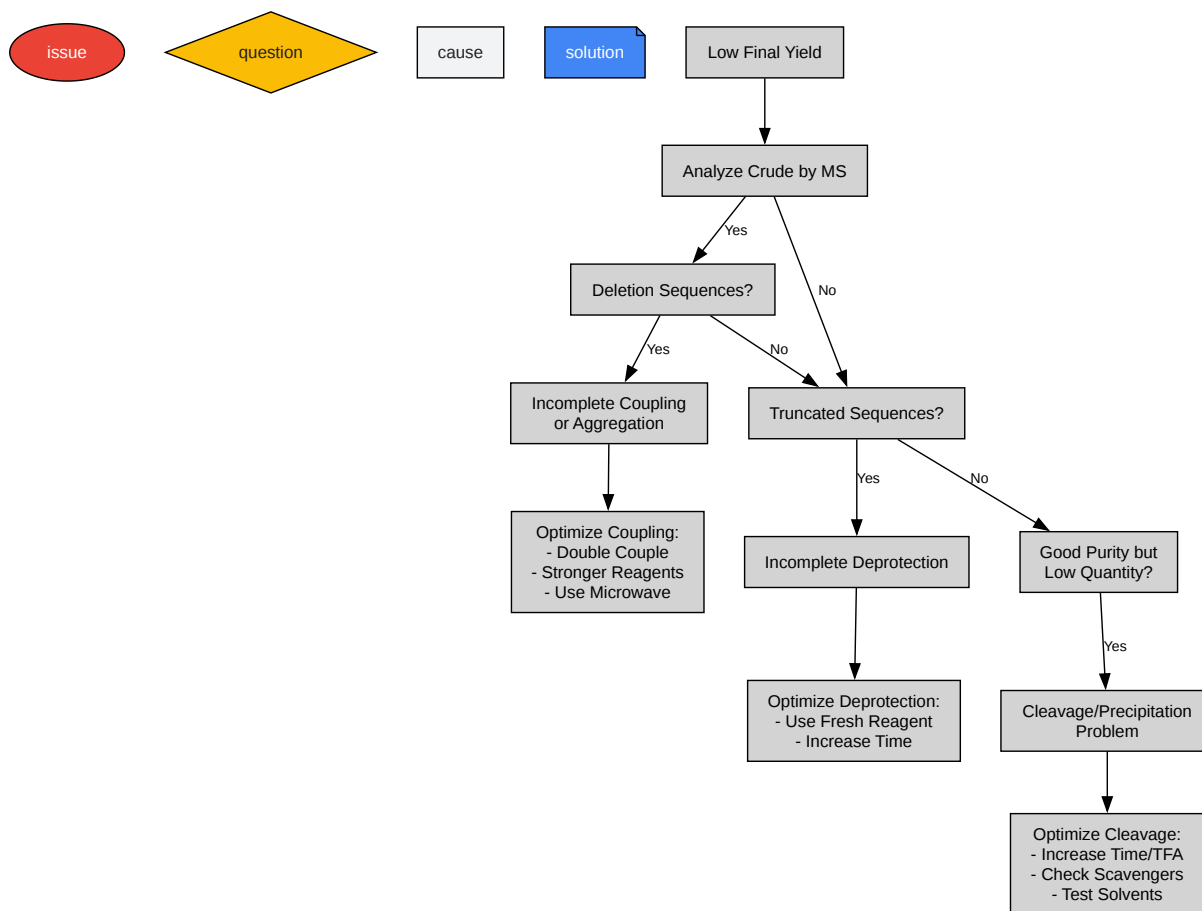 issue
question
cause
solution
Low Final Yield
Analyze Crude by MS
Yes
No
Deletion Sequences?
Yes
No
Incomplete Coupling
or Aggregation
Truncated Sequences?
Yes
No
Optimize Coupling:
- Double Couple
- Stronger Reagents
- Use Microwave
Incomplete Deprotection
Good Purity but
Low Quantity?
Yes
Optimize Deprotection:
- Use Fresh Reagent
- Increase Time
Cleavage/Precipitation
Problem
Optimize Cleavage:
- Increase Time/TFA
- Check Scavengers
- Test Solvents